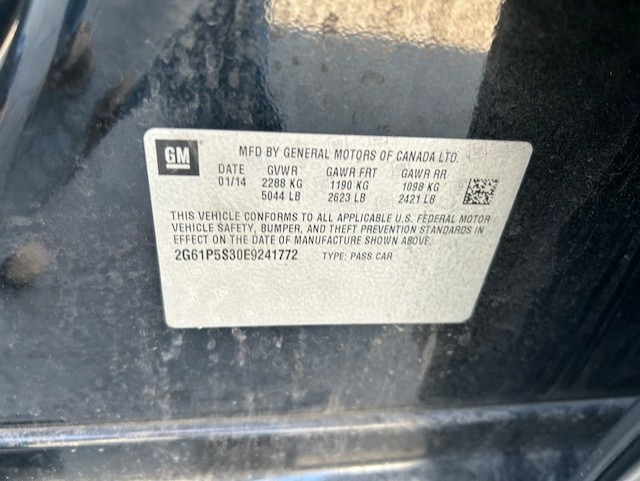 GM
MFD BY GENERAL MOTORS OF CANADA LTD.
DATE GVWR GAWR FRT GAWR RR
01/14 2288 KG 1190 KG 1098 KG
5044 LB 2623 LB 2421 LB
THIS VEHICLE CONFORMS TO ALL APPLICABLE U.S. FEDERAL MOTOR
VEHICLE SAFETY, BUMPER, AND THEFT PREVENTION STANDARDS
IN EFFECT ON THE DATE OF MANUFACTURE SHOWN ABOVE.
2G61P5S30E9241772 TYPE: PASS CAR